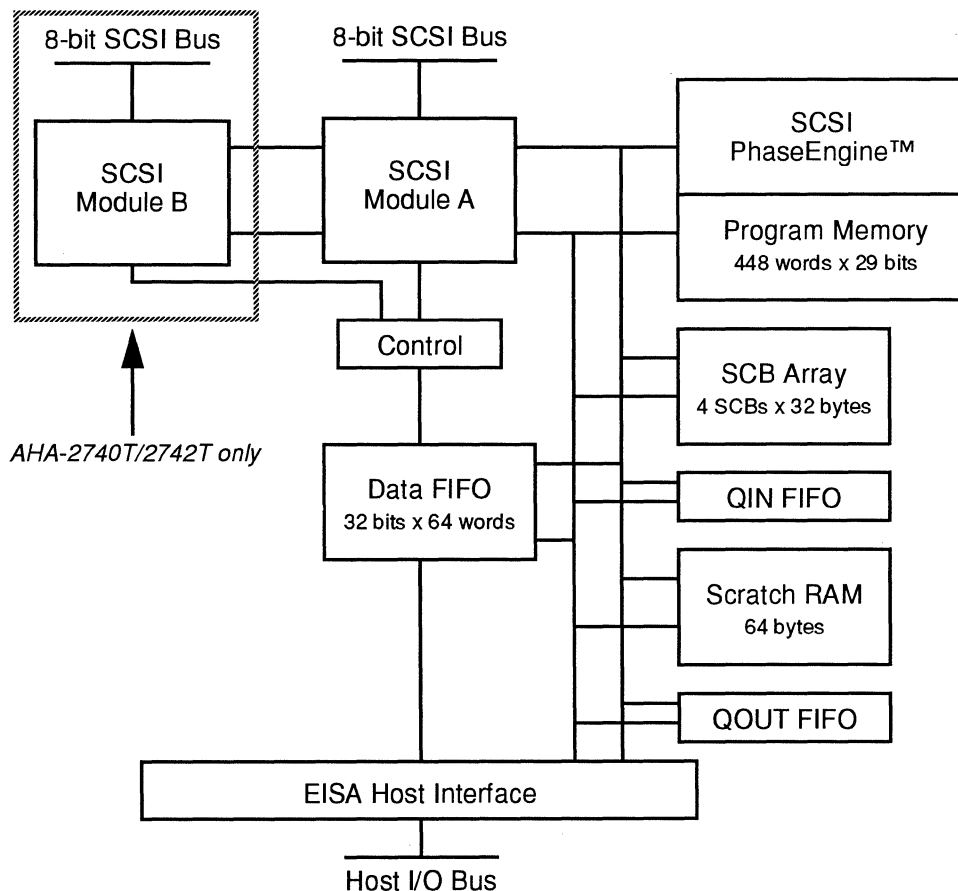 8-bit SCSI Bus
8-bit SCSI Bus
SCSI
Module B
SCSI
Module A
SCSI
PhaseEngine™
Program Memory
448 words x 29 bits
Control
SCB Array
4 SCBs x 32 bytes
AHA-2740T/2742T only
Data FIFO
32 bits x 64 words
QIN FIFO
Scratch RAM
64 bytes
QOUT FIFO
EISA Host Interface
Host I/O Bus